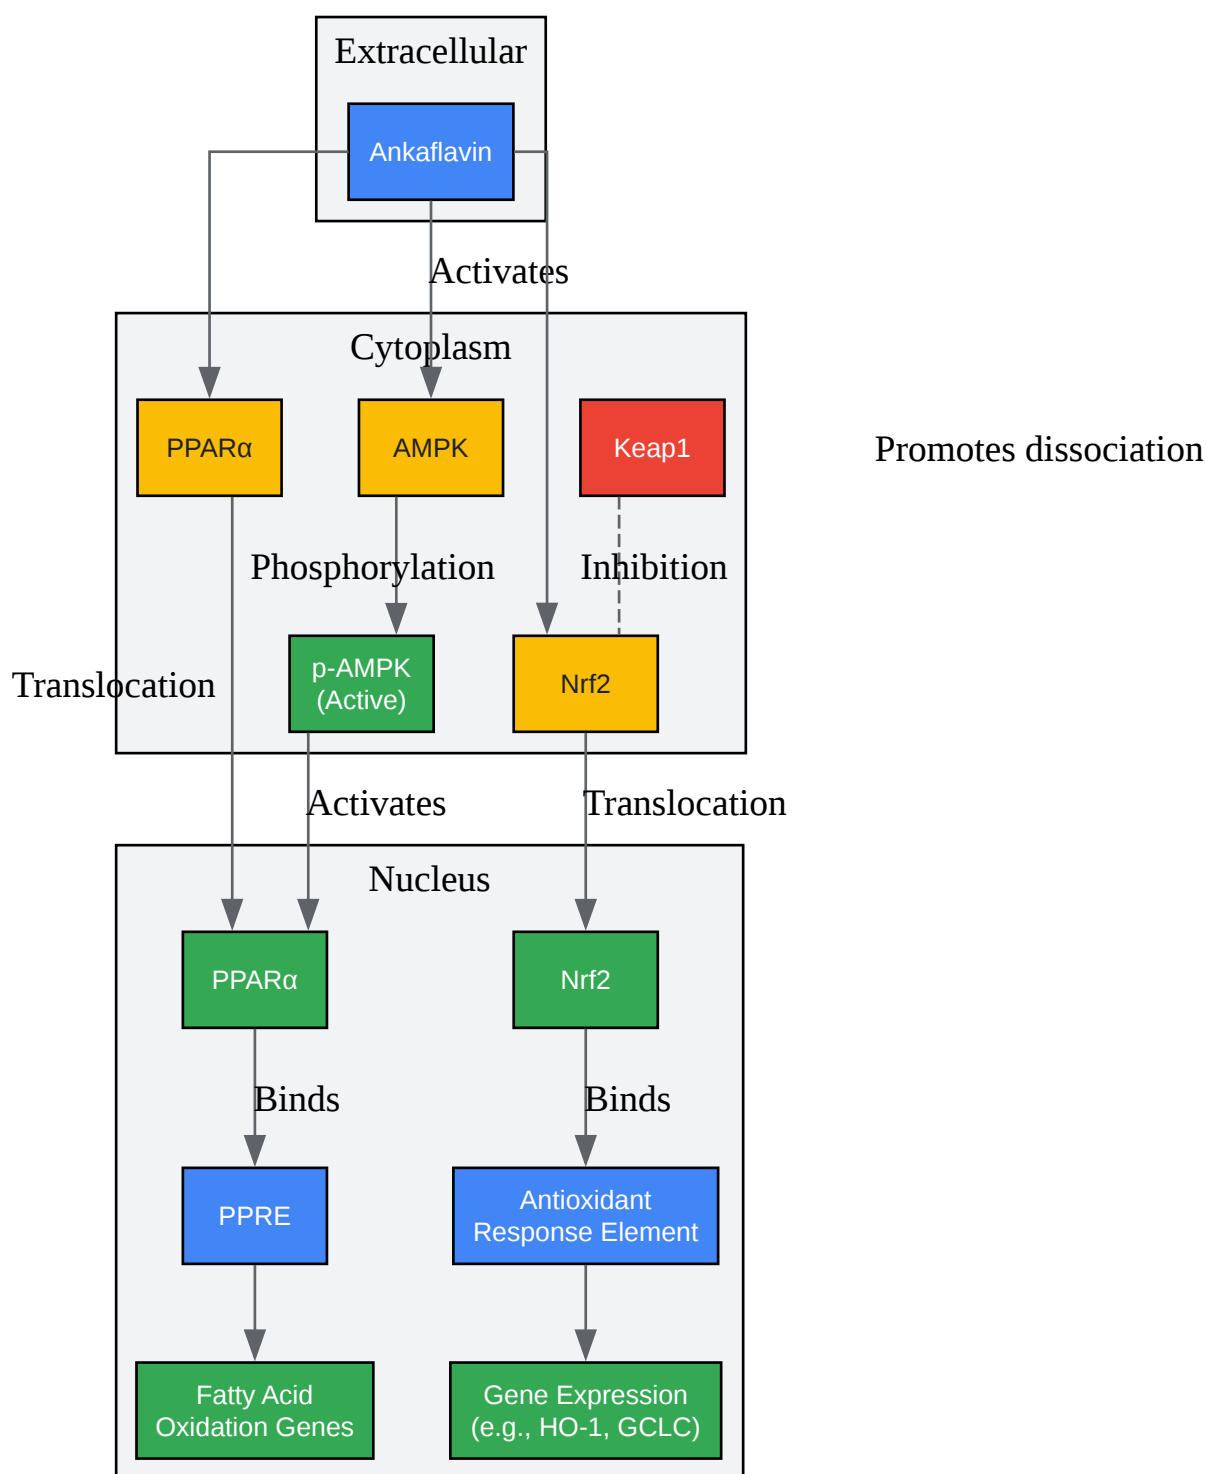 Extracellular
Ankaflavin
Activates
Cytoplasm
PPARα
AMPK
Keap1
Promotes dissociation
Phosphorylation
Inhibition
p-AMPK
(Active)
Nrf2
Translocation
Activates
Translocation
Nucleus
PPARα
Nrf2
Binds
Binds
PPRE
Antioxidant
Response Element
Fatty Acid
Oxidation Genes
Gene Expression
(e.g., HO-1, GCLC)